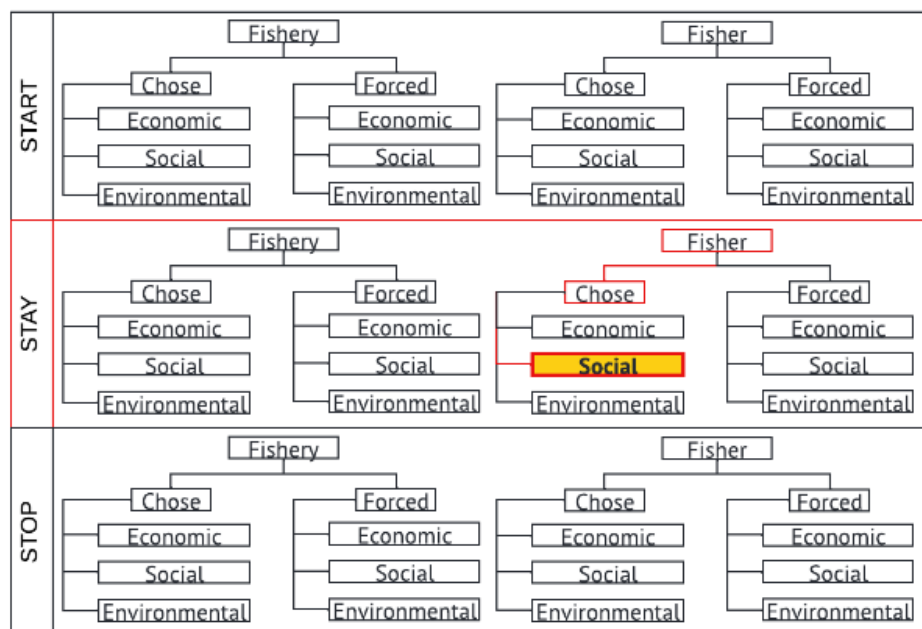 START
Fishery Fisher
Chose Forced Chose Forced
Economic Economic Economic Economic
Social Social Social Social
Environmental Environmental Environmental Environmental
STAY
Fishery Fisher
Chose Forced Chose Forced
Economic Economic Economic Economic
Social Social Social Social
Environmental Environmental Environmental Environmental
STOP
Fishery Fisher
Chose Forced Chose Forced
Economic Economic Economic Economic
Social Social Social Social
Environmental Environmental Environmental Environmental